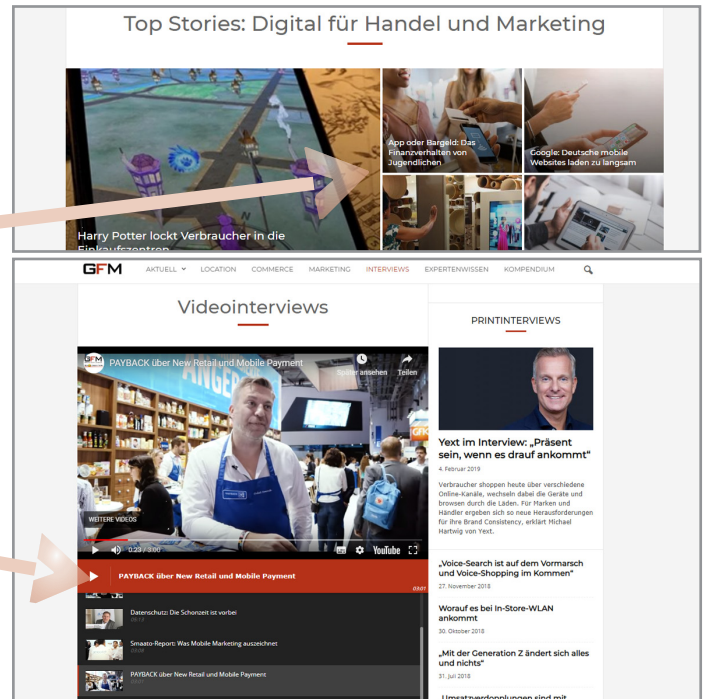 Top Stories: Digital für Handel und Marketing
App oder Bargeld: Das
Finanzverhalten von
Jugendlichen
Google: Deutsche mobile
Websites laden zu langsam
Harry Potter lockt Verbraucher in die
Einkaufszentren
GFM
AKTUELL
LOCATION
COMMERCE
MARKETING
INTERVIEWS
EXPERTENWISSEN
KOMPENDIUM
Videointerviews
GFM
PAYBACK über New Retail und Mobile Payment
Später ansehen
Teilen
WEITERE VIDEOS
0:23 / 3:00
YouTube
PAYBACK über New Retail und Mobile Payment
03:01
Datenschutz: Die Schonzeit ist vorbei
Smaato-Report: Was Mobile Marketing auszeichnet
PAYBACK über New Retail und Mobile Payment
PRINTINTERVIEWS
Yext im Interview: „Präsent
sein, wenn es drauf ankommt“
4. Februar 2019
Verbraucher shoppen heute über verschiedene
Online-Kanäle, wechseln dabei die Geräte und
browsen durch die Läden. Für Marken und
Händler ergeben sich so neue Herausforderungen
für ihre Brand Consistency, erklärt Michael
Hartwig von Yext.
„Voice-Search ist auf dem Vormarsch
und Voice-Shopping im Kommen“
27. November 2018
Worauf es bei In-Store-WLAN
ankommt
30. Oktober 2018
„Mit der Generation Z ändert sich alles
und nichts“
31. Juli 2018
„Umsatzverdopplungen sind mit